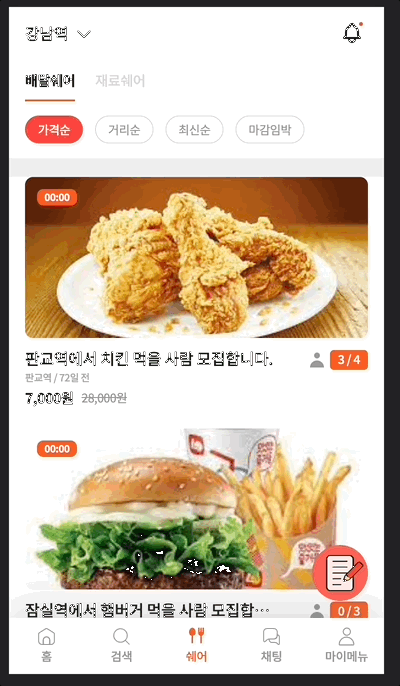 강남역
배달쉐어 재료쉐어
가격순 거리순 최신순 마감임박
00:00
판교역에서 치킨 먹을 사람 모집합니다.
3 / 4
판교역 / 72일 전
7,000원 28,000원
00:00
잠실역에서 햄버거 먹을 사람 모집합…
0 / 3
홈 검색 쉐어 채팅 마이메뉴